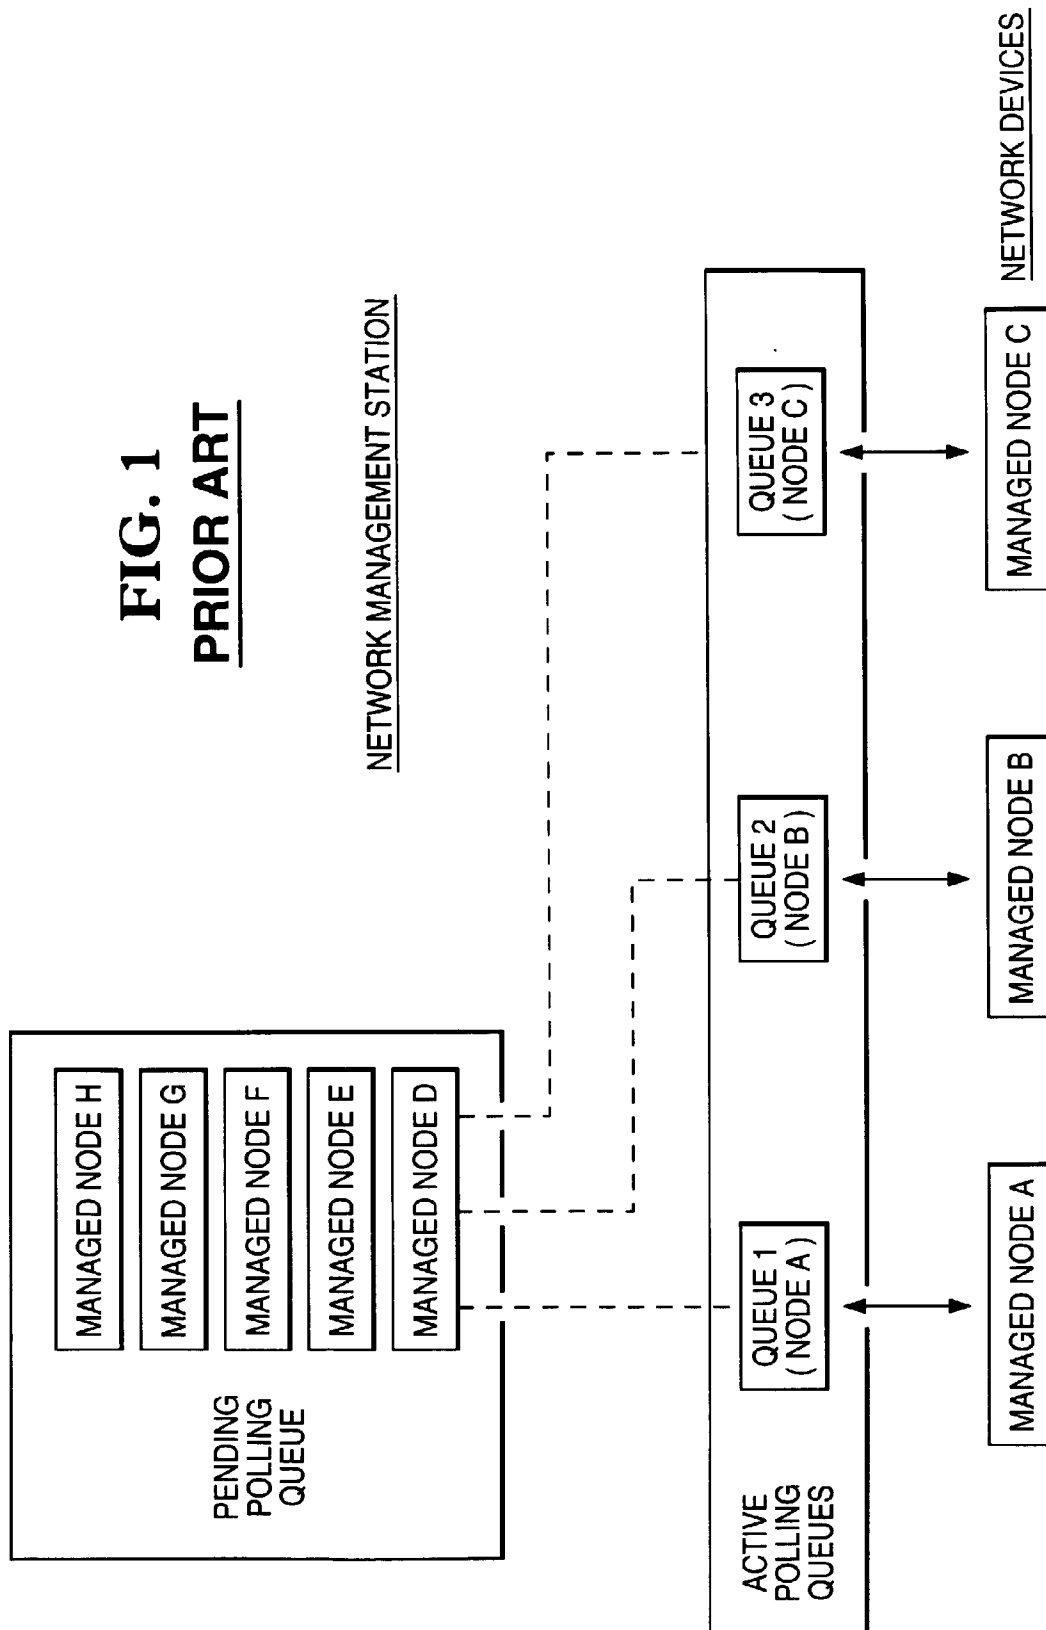 FIG. 1
PRIOR ART
NETWORK MANAGEMENT STATION
PENDING
POLLING
QUEUE
MANAGED NODE H
MANAGED NODE G
MANAGED NODE F
MANAGED NODE E
MANAGED NODE D
ACTIVE
POLLING
QUEUES
QUEUE 1
( NODE A )
QUEUE 2
( NODE B )
QUEUE 3
( NODE C )
MANAGED NODE A
MANAGED NODE B
MANAGED NODE C
NETWORK DEVICES